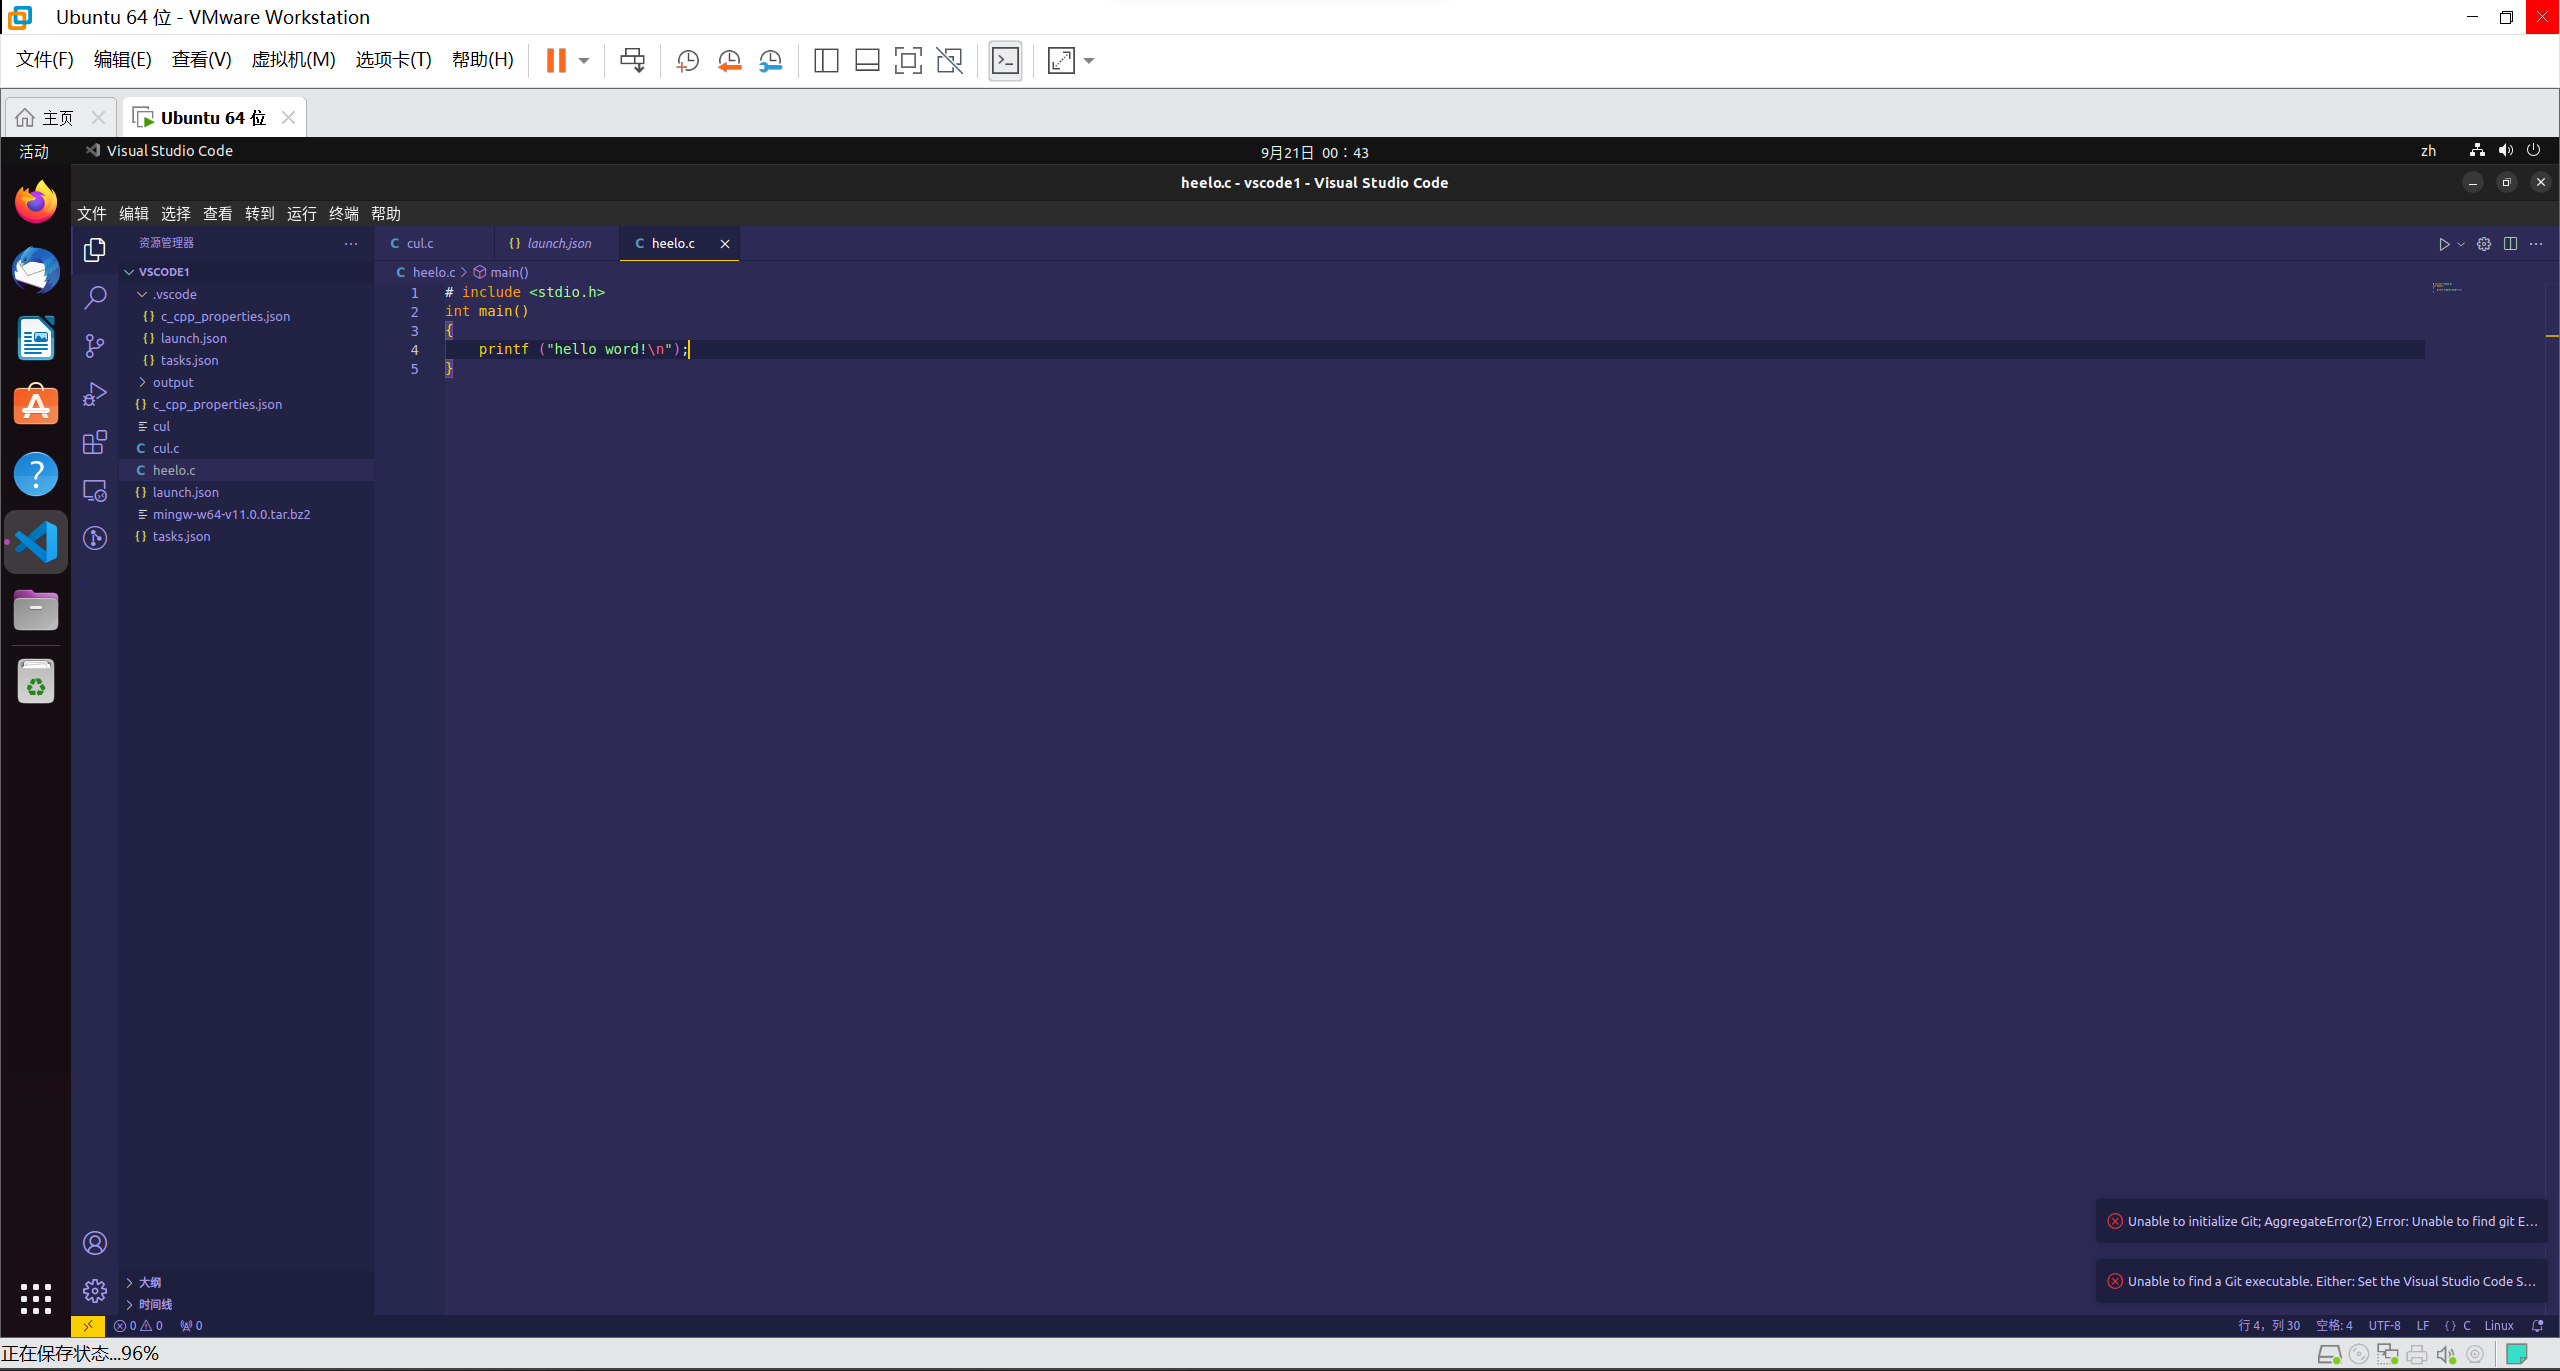 Ubuntu 64 位 - VMware Workstation
文件(F) 编辑(E) 查看(V) 虚拟机(M) 选项卡(T) 帮助(H)
主页 Ubuntu 64 位
活动 Visual Studio Code 9月21日 00：43 zh
heelo.c - vscode1 - Visual Studio Code
文件 编辑 选择 查看 转到 运行 终端 帮助
资源管理器 ··· C cul.c {} launch.json C heelo.c
VSCODE1
C heelo.c > main()
.vscode
{} c_cpp_properties.json
{} launch.json
{} tasks.json
output
{} c_cpp_properties.json
cul
C cul.c
C heelo.c
{} launch.json
mingw-w64-v11.0.0.tar.bz2
{} tasks.json
1 # include <stdio.h>
2 int main()
3 {
4     printf ("hello word!\n");
5 }
Unable to initialize Git; AggregateError(2) Error: Unable to find git E...
Unable to find a Git executable. Either: Set the Visual Studio Code S...
大纲
时间线
0 0 0 行 4，列 30 空格: 4 UTF-8 LF {} C Linux
正在保存状态...96%